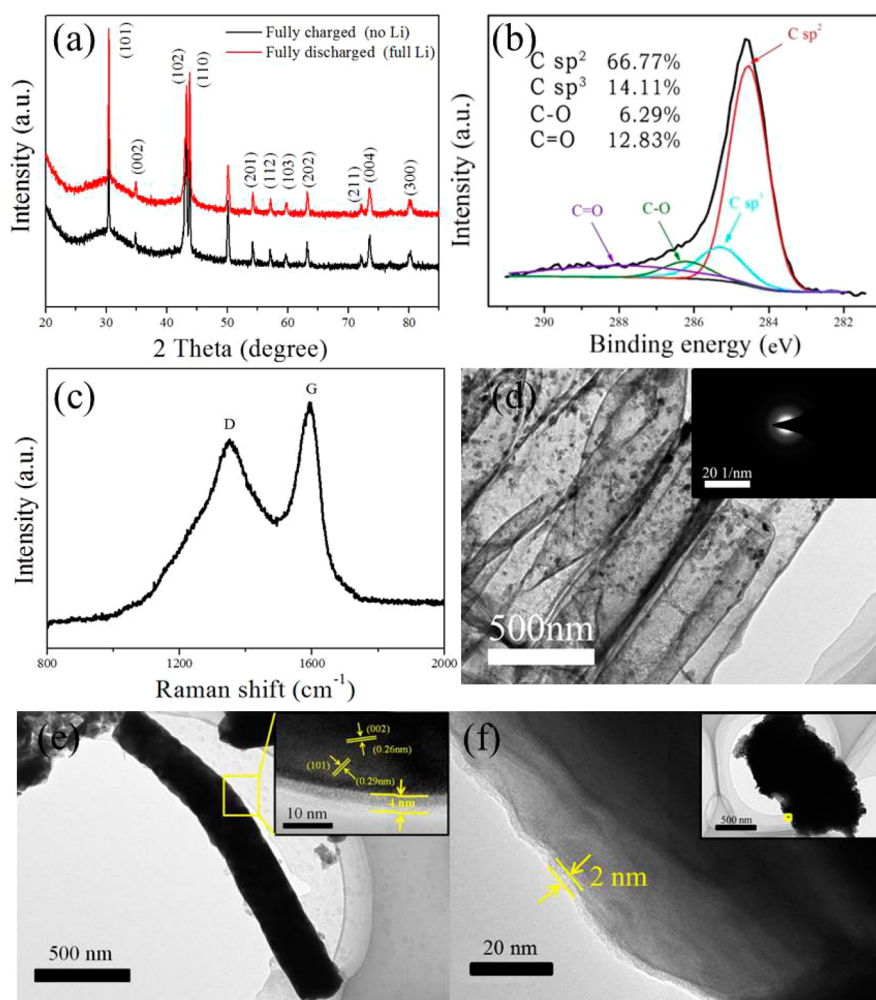 (a)
Fully charged (no Li)
Fully discharged (full Li)
(101)
(002)
(102)
(110)
(201)
(112)
(103)
(202)
(211)
(004)
(300)
Intensity (a.u.)
20 30 40 50 60 70 80
2 Theta (degree)
(b)
C sp² 66.77%
C sp³ 14.11%
C-O 6.29%
C=O 12.83%
C sp²
C sp³
C-O
C=O
Intensity (a.u.)
290 288 286 284 282
Binding energy (eV)
(c)
D
G
Intensity (a.u.)
800 1200 1600 2000
Raman shift (cm⁻¹)
(d)
20 1/nm
500nm
(e)
(002)
(0.26nm)
(101)
(0.29nm)
4 nm
10 nm
500 nm
(f)
500 nm
2 nm
20 nm